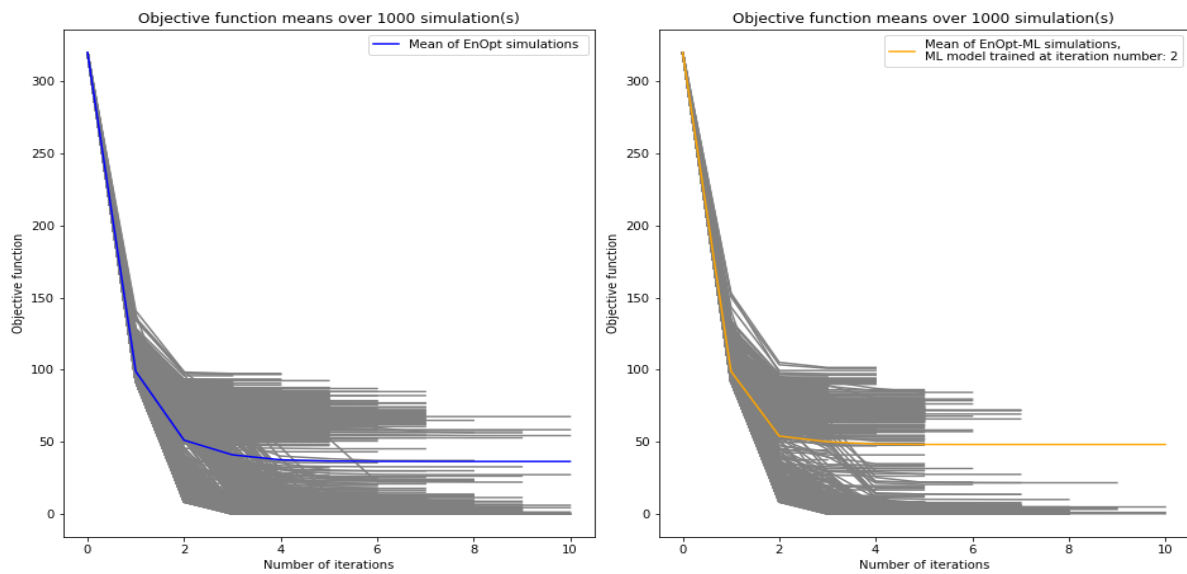 Objective function means over 1000 simulation(s)
Mean of EnOpt simulations
300
250
200
150
100
50
0
Objective function
0
2
4
6
8
10
Number of iterations
Objective function means over 1000 simulation(s)
Mean of EnOpt-ML simulations,
ML model trained at iteration number: 2
300
250
200
150
100
50
0
Objective function
0
2
4
6
8
10
Number of iterations